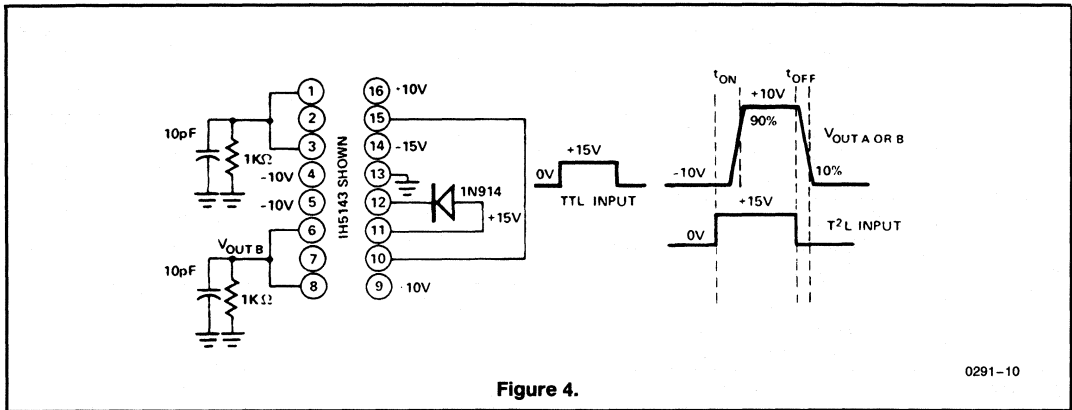 10pF
1KΩ
-10V
-10V
VOUT B
10pF
1KΩ
1
2
3
4
5
6
7
8
IH5143 SHOWN
16
15
14
13
12
11
10
9
+10V
-15V
1N914
+15V
10V
0V
+15V
TTL INPUT
tON
tOFF
+10V
90%
VOUT A OR B
-10V
10%
+15V
0V
T²L INPUT
0291–10
Figure 4.